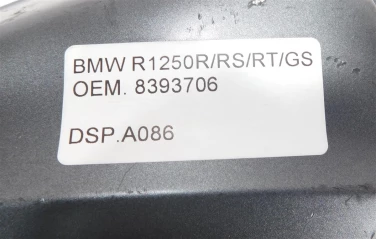 BMW R1250R/RS/RT/GS
OEM. 8393706
DSP.A086